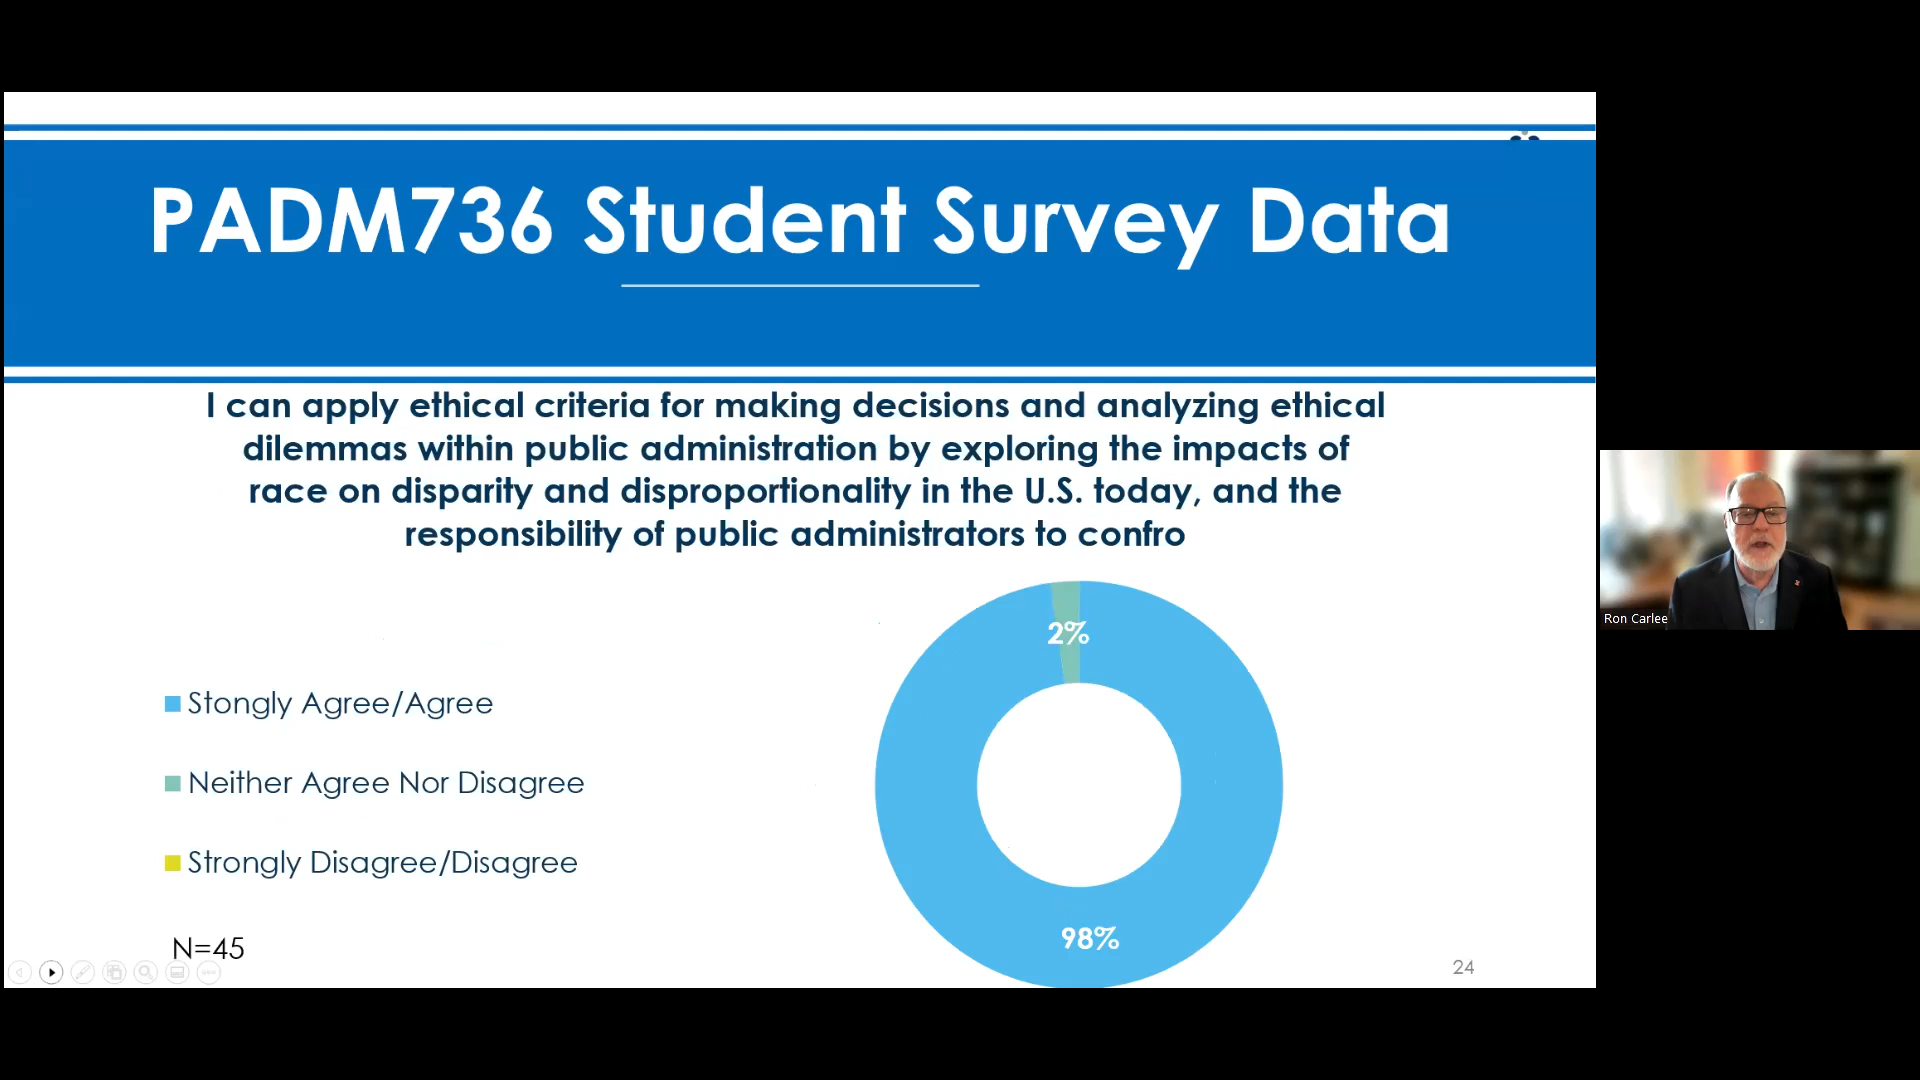 PADM736 Student Survey Data
I can apply ethical criteria for making decisions and analyzing ethical
dilemmas within public administration by exploring the impacts of
race on disparity and disproportionality in the U.S. today, and the
responsibility of public administrators to confro
2%
Stongly Agree/Agree
Neither Agree Nor Disagree
Strongly Disagree/Disagree
98%
N=45
24
Ron Carlee